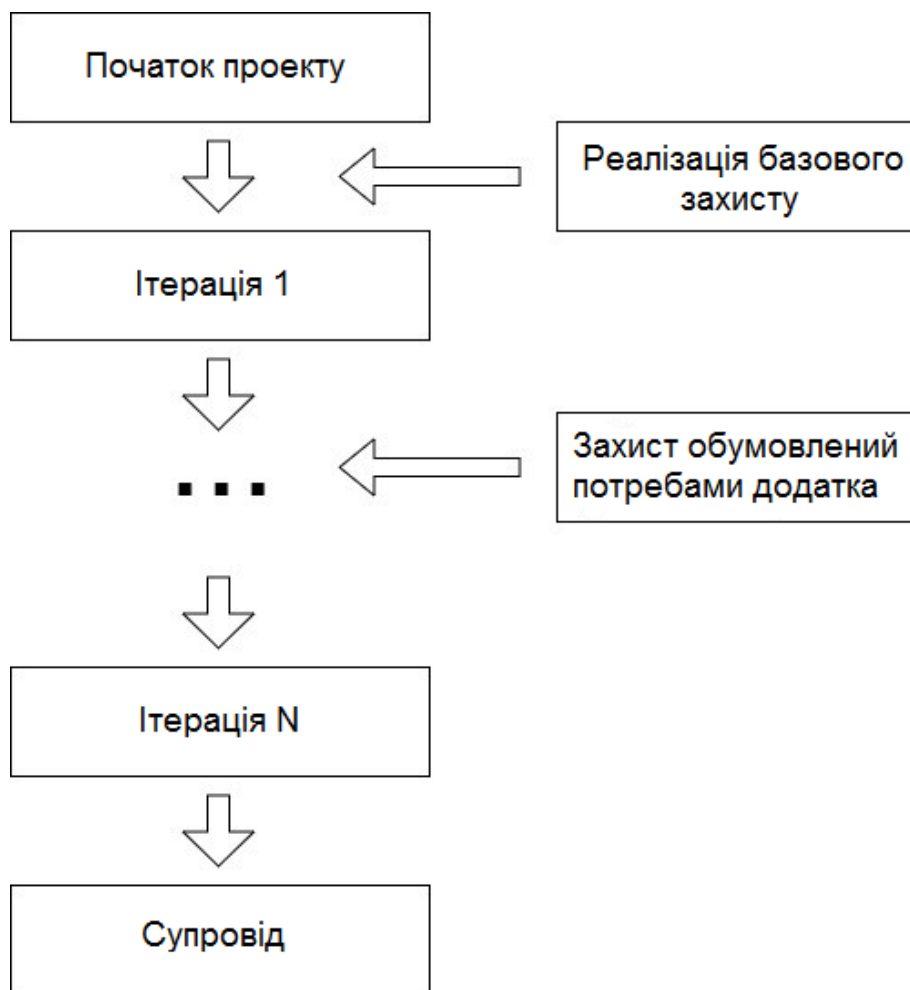 Початок проекту
Реалізація базового
захисту
Ітерація 1
Захист обумовлений
потребами додатка
. . .
Ітерація N
Супровід